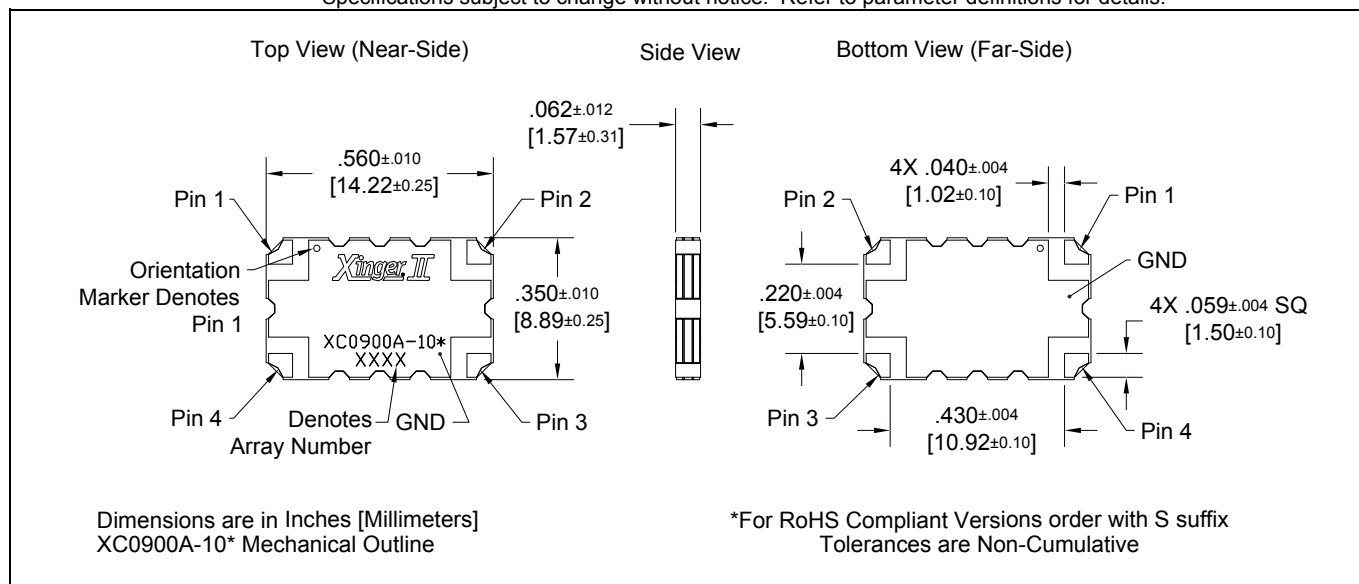 Specifications subject to change without notice. Refer to parameter definitions for details.
Top View (Near-Side)
Side View
Bottom View (Far-Side)
.062±.012
[1.57±0.31]
.560±.010
[14.22±0.25]
4X .040±.004
[1.02±0.10]
Pin 1
Pin 2
Pin 2
Pin 1
Orientation
Marker Denotes
Pin 1
Xinger II
GND
.350±.010
[8.89±0.25]
.220±.004
[5.59±0.10]
4X .059±.004 SQ
[1.50±0.10]
XC0900A-10*
XXXX
Pin 4
Denotes
Array Number
GND
Pin 3
Pin 3
.430±.004
[10.92±0.10]
Pin 4
Dimensions are in Inches [Millimeters]
XC0900A-10* Mechanical Outline
*For RoHS Compliant Versions order with S suffix
Tolerances are Non-Cumulative